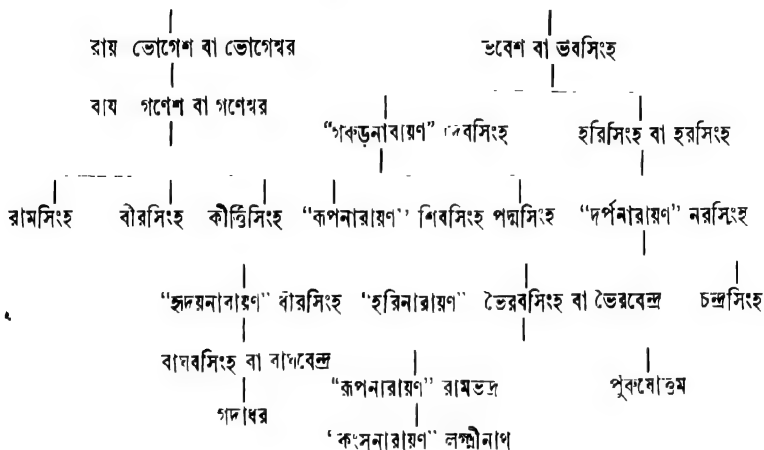 রায় ভোগেশ বা ভোগেশ্বর ভবেশ বা ভবসিংহ
বায গণেশ বা গণেশ্বর
“গরুড়নাবায়ণ” দেবসিংহ হরিসিংহ বা হরসিংহ
রামসিংহ বীরসিংহ কীর্ত্তিসিংহ “রূপনারায়ণ” শিবসিংহ পদ্মসিংহ “দর্পনারায়ণ” নরসিংহ
“হৃদয়নাবায়ণ” ধীরসিংহ “হরিনারায়ণ” ভৈরবসিংহ বা ভৈরবেন্দ্র চন্দ্রসিংহ
বাঘবসিংহ বা বাঘবেন্দ্র
“রূপনারায়ণ” রামভদ্র পুরুষোত্তম
গদাধর
‘কংসনারায়ণ” লক্ষ্মীনাথ